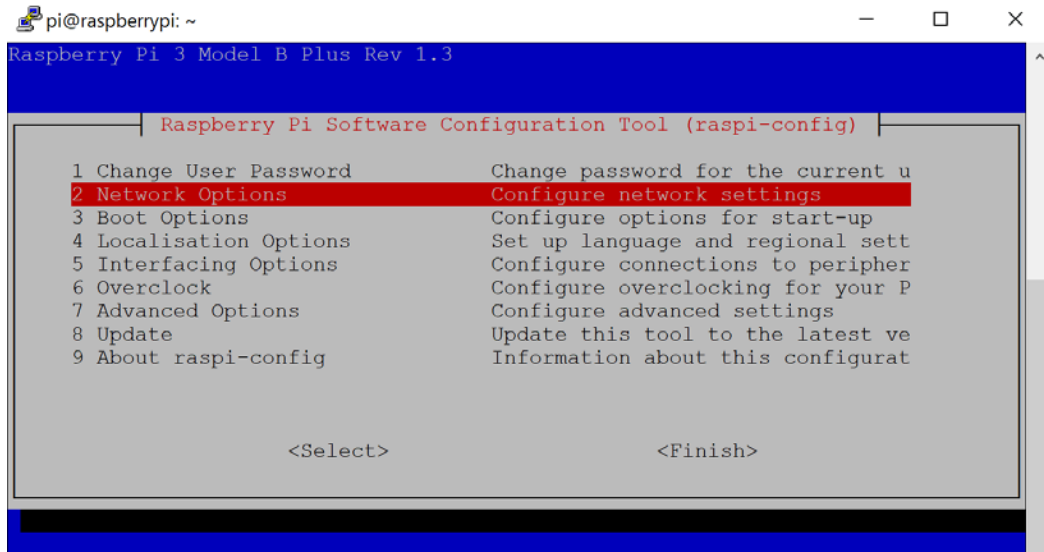 pi@raspberrypi: ~
Raspberry Pi 3 Model B Plus Rev 1.3
Raspberry Pi Software Configuration Tool (raspi-config)
1 Change User Password Change password for the current u
2 Network Options Configure network settings
3 Boot Options Configure options for start-up
4 Localisation Options Set up language and regional sett
5 Interfacing Options Configure connections to peripher
6 Overclock Configure overclocking for your P
7 Advanced Options Configure advanced settings
8 Update Update this tool to the latest ve
9 About raspi-config Information about this configurat
<Select> <Finish>